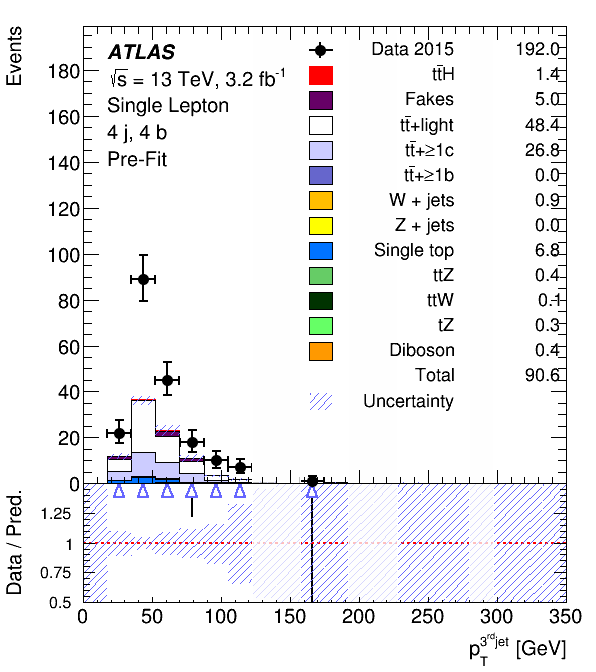 Events
ATLAS
√s = 13 TeV, 3.2 fb⁻¹
Single Lepton
4 j, 4 b
Pre-Fit
Data 2015 192.0
tt̄H 1.4
Fakes 5.0
tt̄+light 48.4
tt̄+≥1c 26.8
tt̄+≥1b 0.0
W + jets 0.9
Z + jets 0.0
Single top 6.8
ttZ 0.4
ttW 0.1
tZ 0.3
Diboson 0.4
Total 90.6
Uncertainty
180
160
140
120
100
80
60
40
20
0
Data / Pred.
1.25
1
0.75
0.5
0 50 100 150 200 250 300 350
p_T^{3^{rd}jet} [GeV]